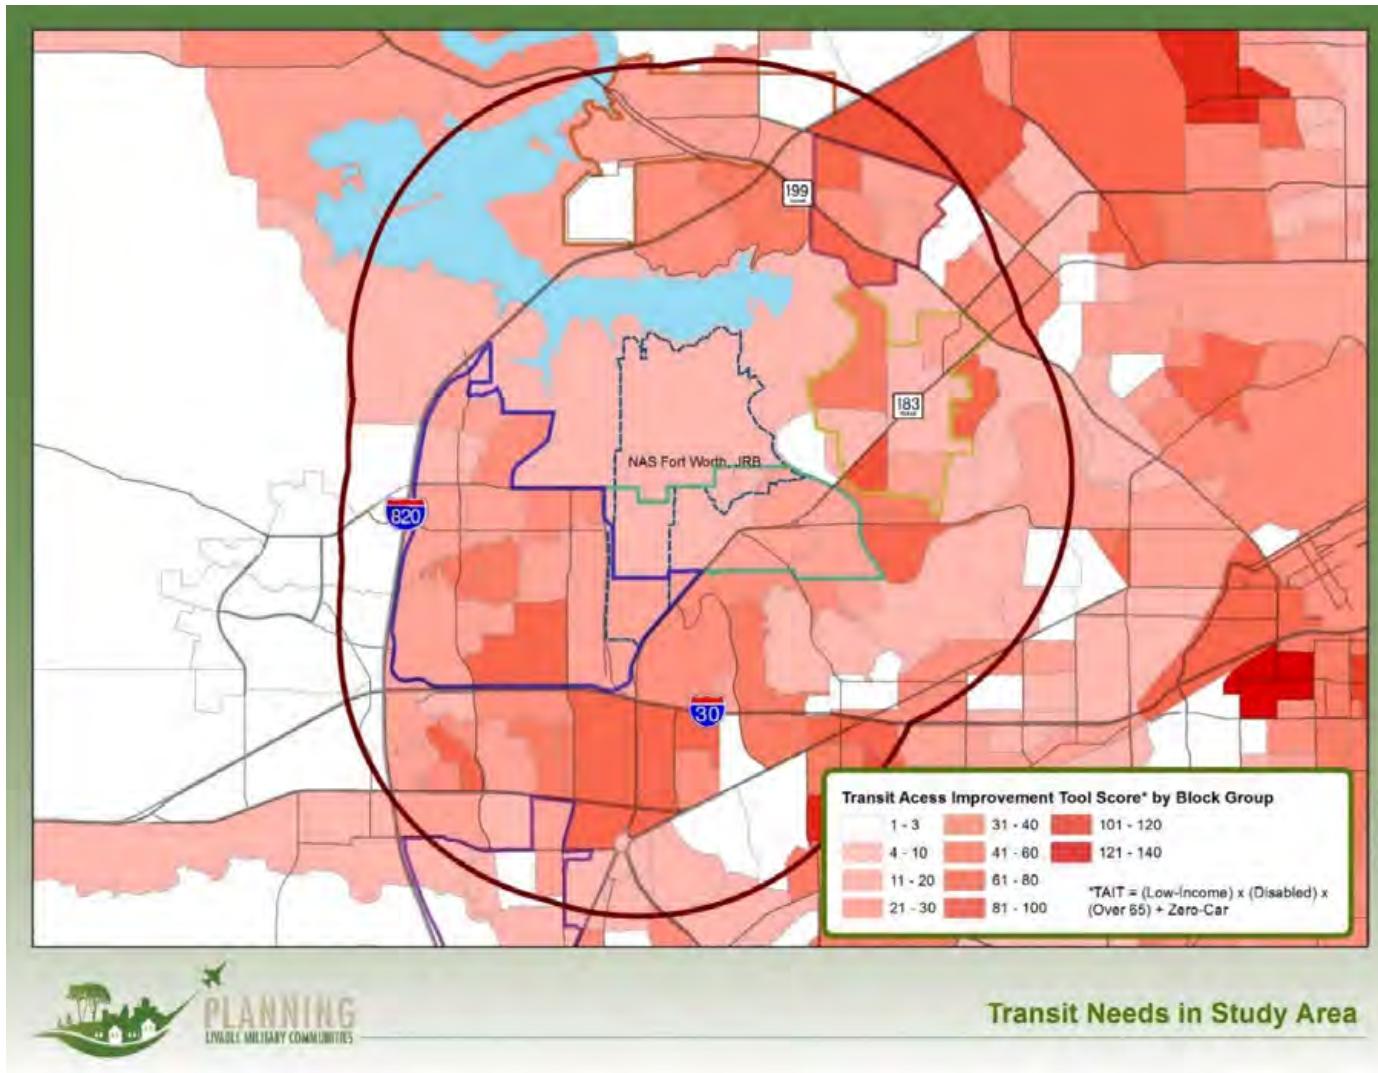 199
TEXAS
183
TEXAS
NAS Fort Worth, JRB
820
30
Transit Acess Improvement Tool Score* by Block Group
1 - 3
31 - 40
101 - 120
4 - 10
41 - 60
121 - 140
11 - 20
61 - 80
21 - 30
81 - 100
*TAIT = (Low-Income) x (Disabled) x
(Over 65) + Zero-Car
PLANNING
LIVABLE MILITARY COMMUNITIES
Transit Needs in Study Area